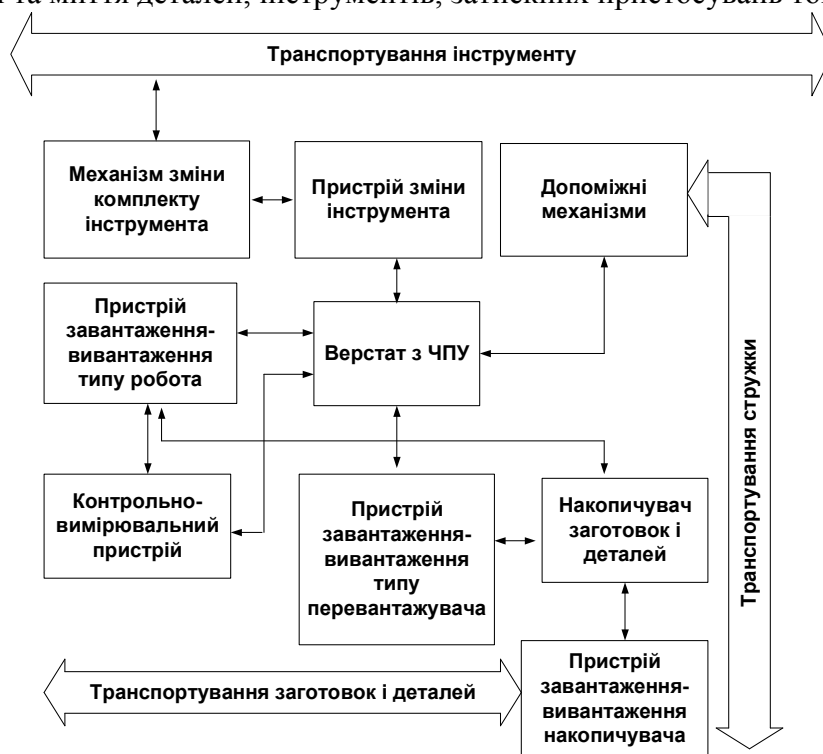 та миття деталей, інструментів, затискних пристосувань
Транспортування інструменту
Механізм зміни
комплекту
інструмента
Пристрій зміни
інструмента
Допоміжні
механізми
Пристрій
завантаження-
вивантаження
типу робота
Верстат з ЧПУ
Транспортування стружки
Контрольно-
вимірювальний
пристрій
Пристрій
завантаження-
вивантаження
типу
перевантажувача
Накопичувач
заготовок і
деталей
Транспортування заготовок і деталей
Пристрій
завантаження-
вивантаження
накопичувача